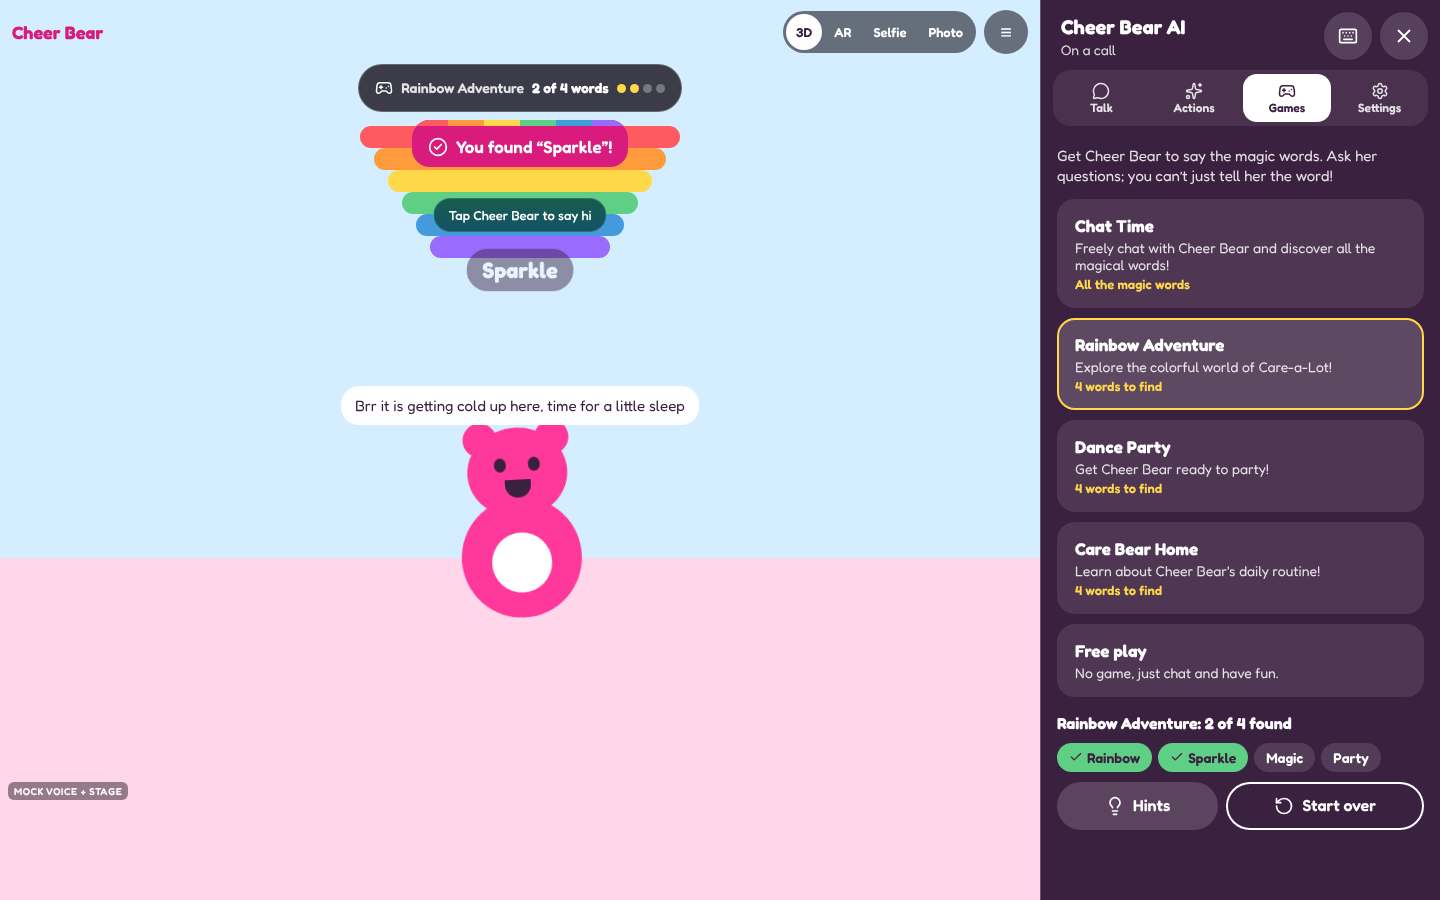 Cheer Bear
3D AR Selfie Photo
Rainbow Adventure 2 of 4 words
You found “Sparkle”!
Tap Cheer Bear to say hi
Sparkle
Brr it is getting cold up here, time for a little sleep
MOCK VOICE + STAGE
Cheer Bear AI
On a call
Talk Actions Games Settings
Get Cheer Bear to say the magic words. Ask her
questions; you can’t just tell her the word!
Chat Time
Freely chat with Cheer Bear and discover all the
magical words!
All the magic words
Rainbow Adventure
Explore the colorful world of Care-a-Lot!
4 words to find
Dance Party
Get Cheer Bear ready to party!
4 words to find
Care Bear Home
Learn about Cheer Bear's daily routine!
4 words to find
Free play
No game, just chat and have fun.
Rainbow Adventure: 2 of 4 found
Rainbow Sparkle Magic Party
Hints Start over